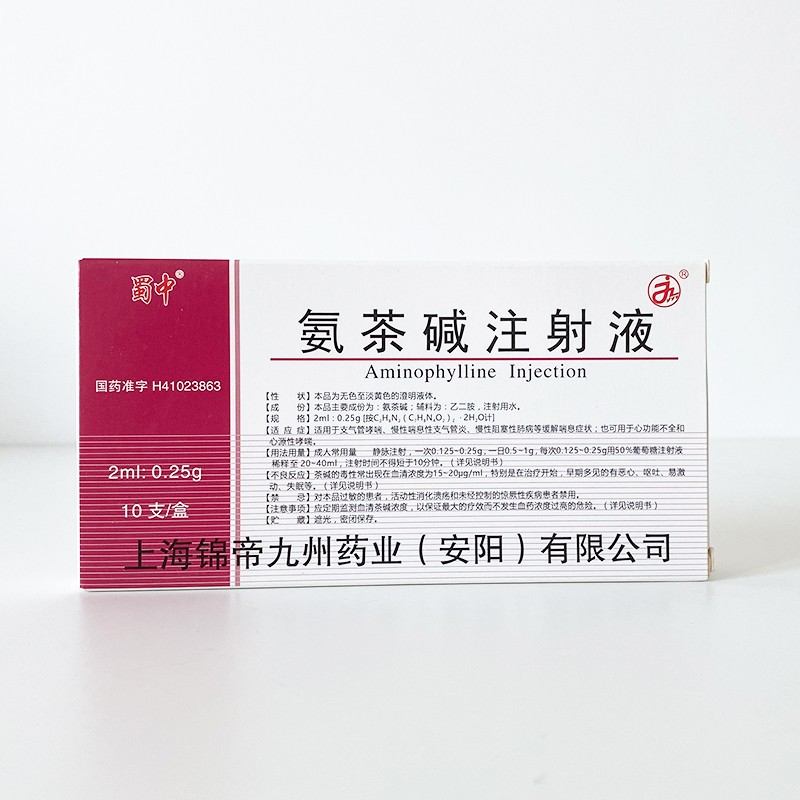 蜀中
国药准字 H41023863
2ml: 0.25g
10 支/盒
®
氨茶碱注射液
Aminophylline Injection
【性 状】本品为无色至淡黄色的澄明液体。
【成 份】本品主要成份为：氨茶碱；辅料为：乙二胺，注射用水。
【规 格】2ml：0.25g [按C₂H₈N₂(C₇H₈N₄O₂)₂·2H₂O计]
【适 应 症】适用于支气管哮喘、慢性喘息性支气管炎、慢性阻塞性肺病等缓解喘息症状；也可用于心功能不全和
心源性哮喘。
【用法用量】成人常用量 静脉注射，一次0.125~0.25g,一日0.5~1g,每次0.125~0.25g用50%葡萄糖注射液
稀释至 20~40ml，注射时间不得短于10分钟。（详见说明书）
【不良反应】茶碱的毒性常出现在血清浓度为15~20μg/ml，特别是在治疗开始，早期多见的有恶心、呕吐、易激
动、失眠等。（详见说明书）
【禁 忌】对本品过敏的患者，活动性消化溃疡和未经控制的惊厥性疾病患者禁用。
【注意事项】应定期监测血清茶碱浓度，以保证最大的疗效而不发生血药浓度过高的危险。（详见说明书）
【贮 藏】遮光，密闭保存。
上海锦帝九州药业（安阳）有限公司